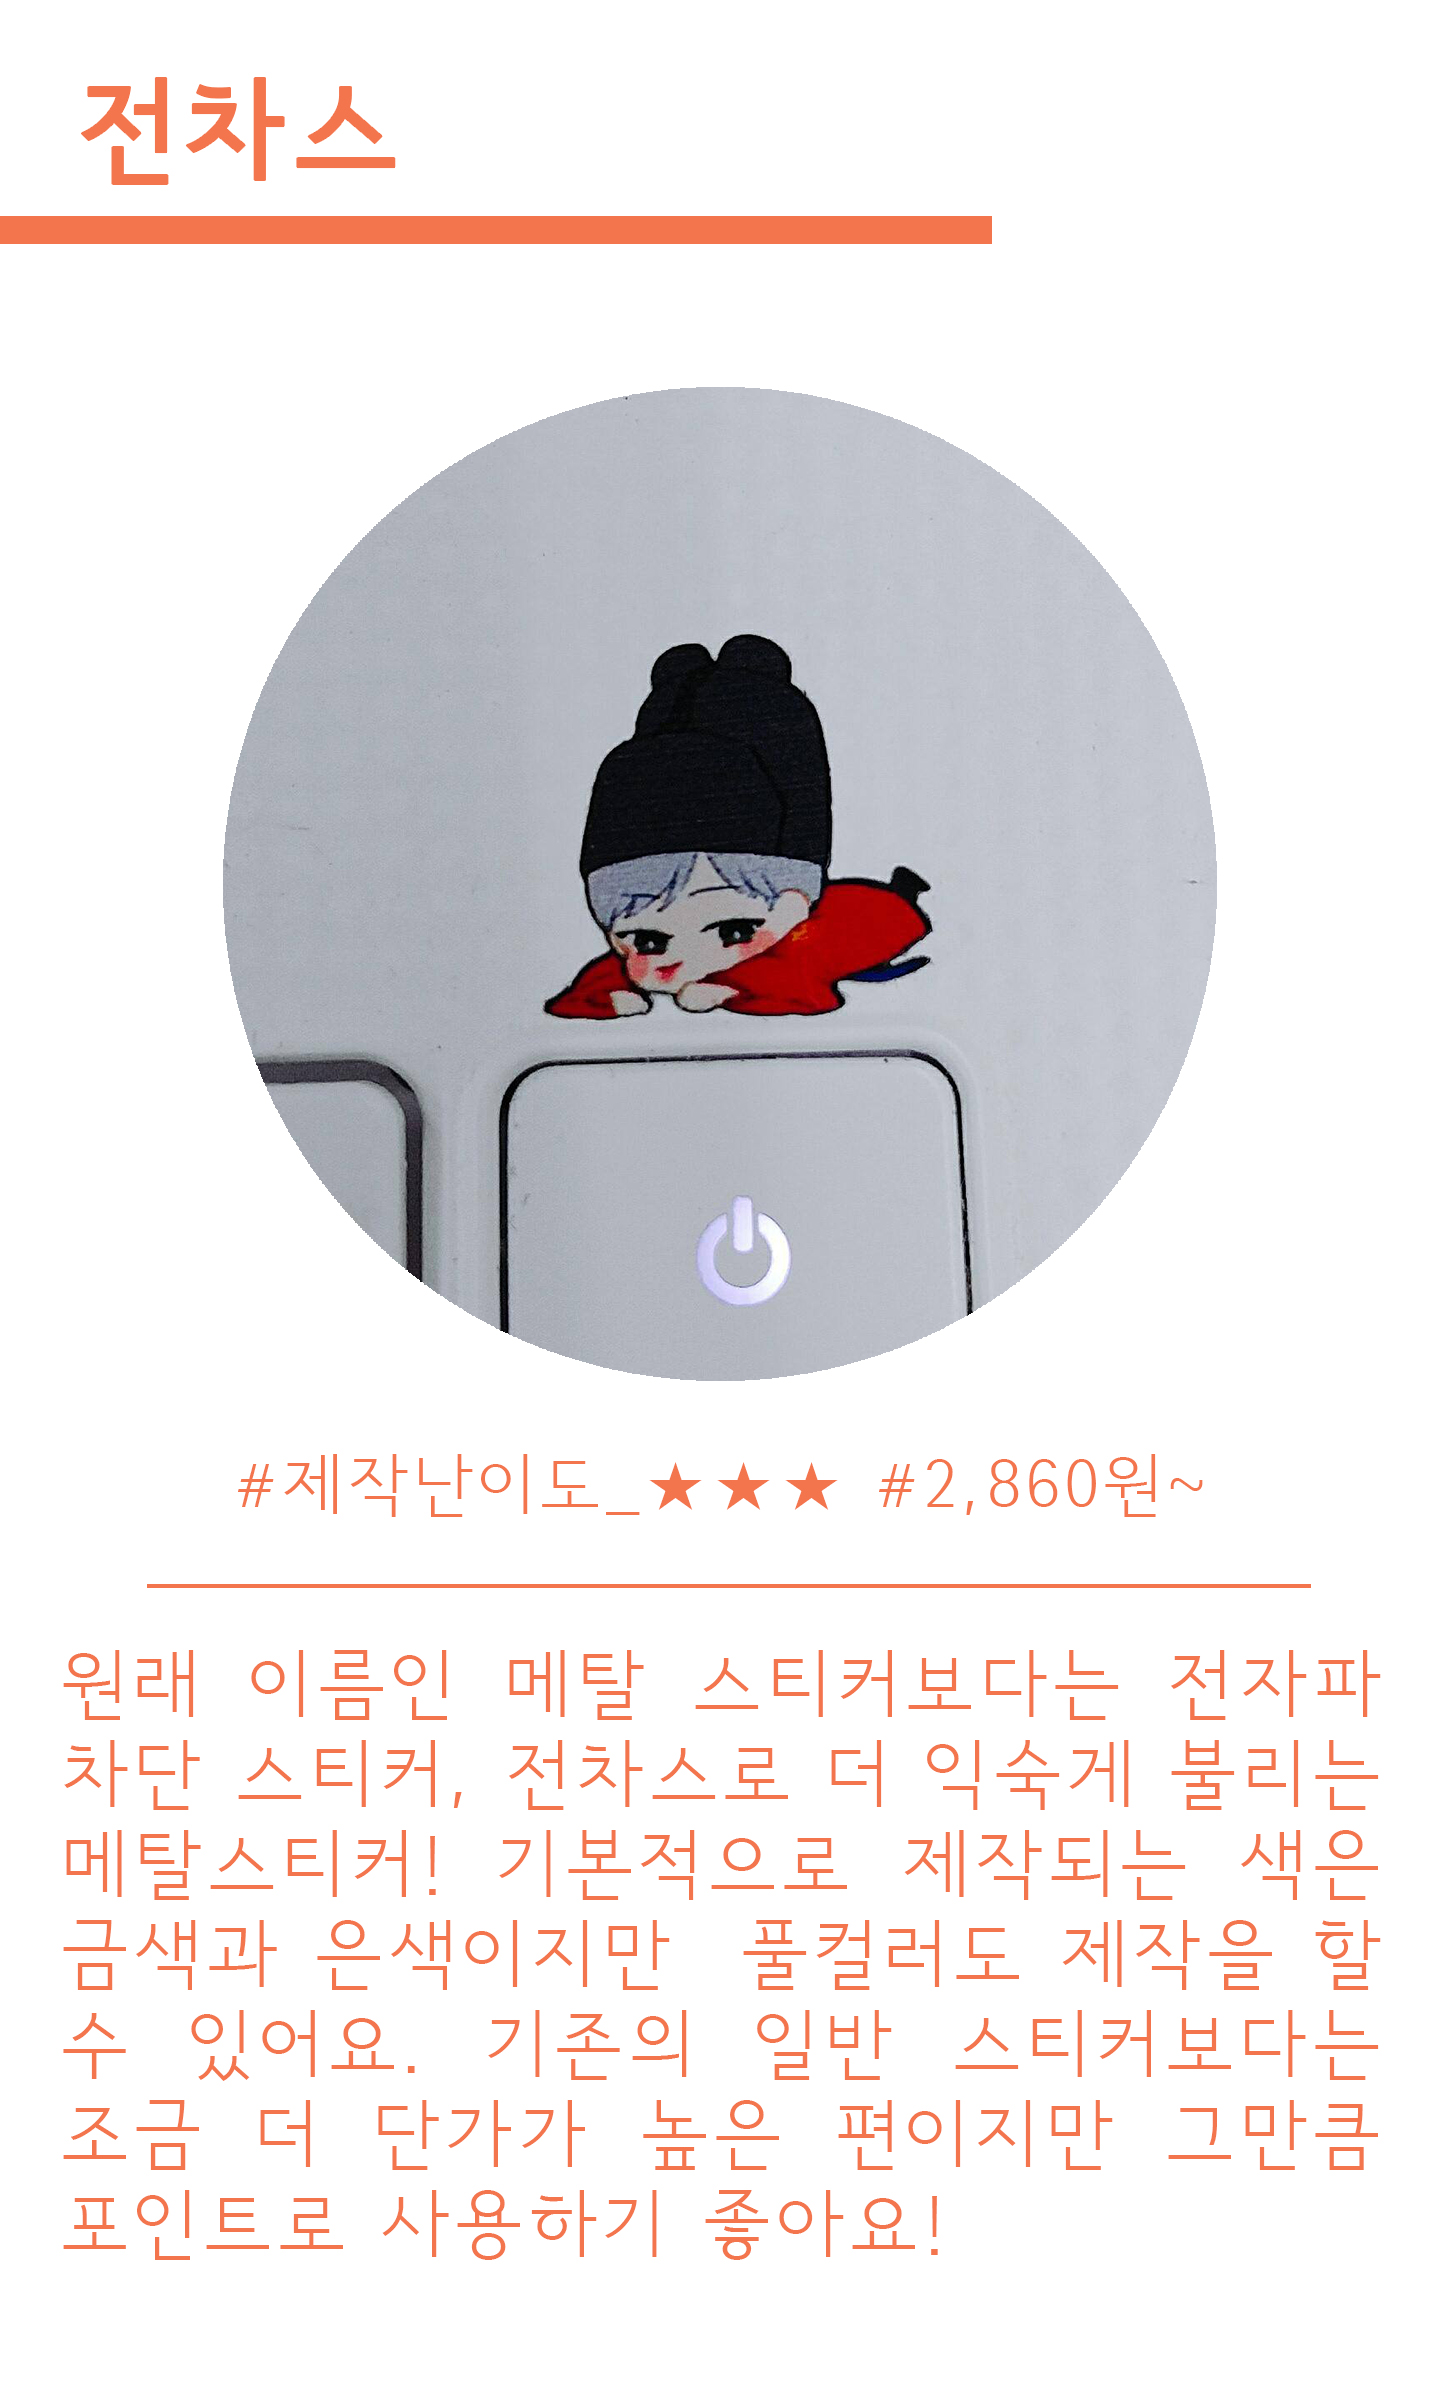 전차스
#제작난이도_★★★ #2,860원~
원래 이름인 메탈 스티커보다는 전자파
차단 스티커, 전차스로 더 익숙게 불리는
메탈스티커! 기본적으로 제작되는 색은
금색과 은색이지만 풀컬러도 제작을 할
수 있어요. 기존의 일반 스티커보다는
조금 더 단가가 높은 편이지만 그만큼
포인트로 사용하기 좋아요!